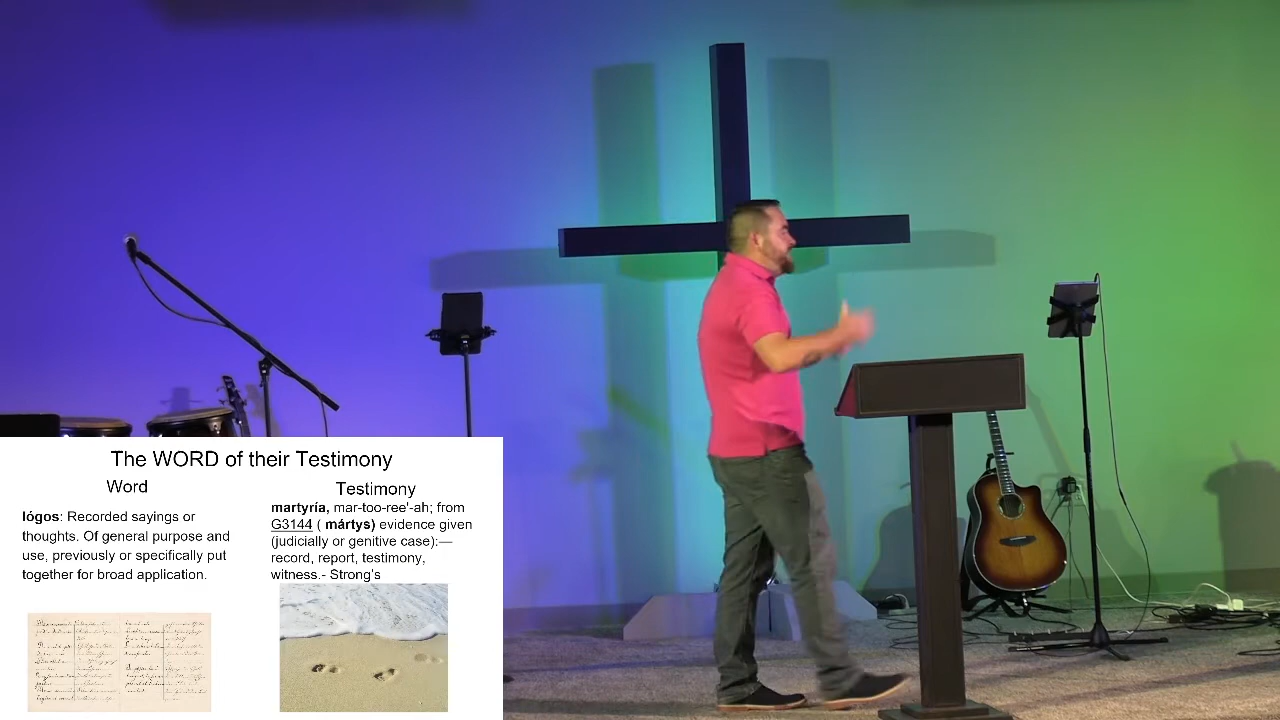 The WORD of their Testimony
Word
lógos: Recorded sayings or
thoughts. Of general purpose and
use, previously or specifically put
together for broad application.
Testimony
martyría, mar-too-ree'-ah; from
G3144 ( mártys) evidence given
(judicially or genitive case):—
record, report, testimony,
witness.- Strong's